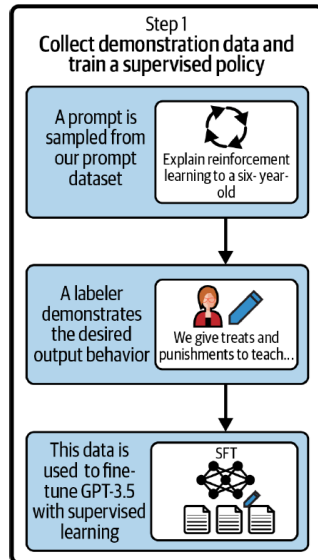 Step 1
Collect demonstration data and
train a supervised policy
A prompt is
sampled from
our prompt
dataset
Explain reinforcement
learning to a six- year-
old
A labeler
demonstrates
the desired
output behavior
We give treats and
punishments to teach...
This data is
used to fine-
tune GPT-3.5
with supervised
learning
SFT